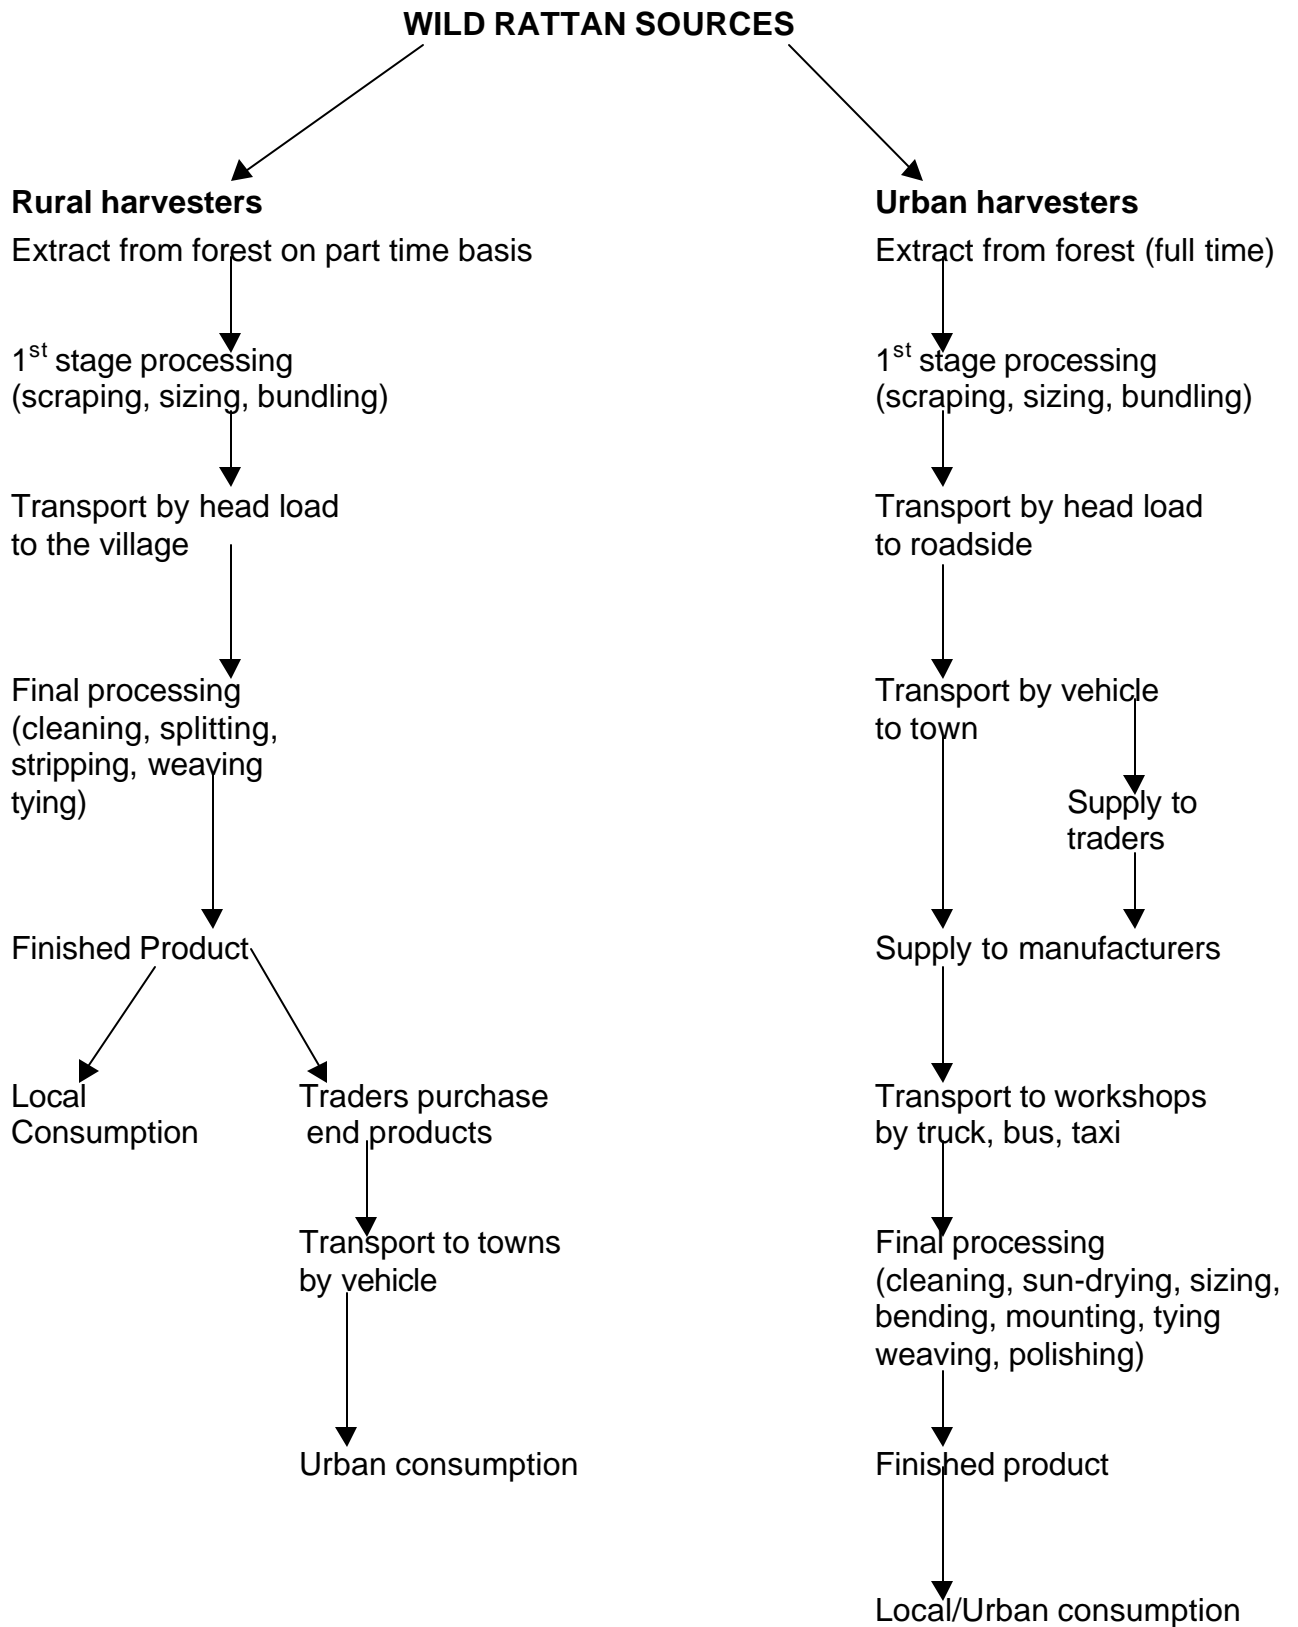 WILD RATTAN SOURCES
Rural harvesters
Extract from forest on part time basis
1st stage processing
(scraping, sizing, bundling)
Transport by head load
to the village
Final processing
(cleaning, splitting,
stripping, weaving
tying)
Finished Product
Local
Consumption
Traders purchase
end products
Transport to towns
by vehicle
Urban consumption
Urban harvesters
Extract from forest (full time)
1st stage processing
(scraping, sizing, bundling)
Transport by head load
to roadside
Transport by vehicle
to town
Supply to
traders
Supply to manufacturers
Transport to workshops
by truck, bus, taxi
Final processing
(cleaning, sun-drying, sizing,
bending, mounting, tying
weaving, polishing)
Finished product
Local/Urban consumption